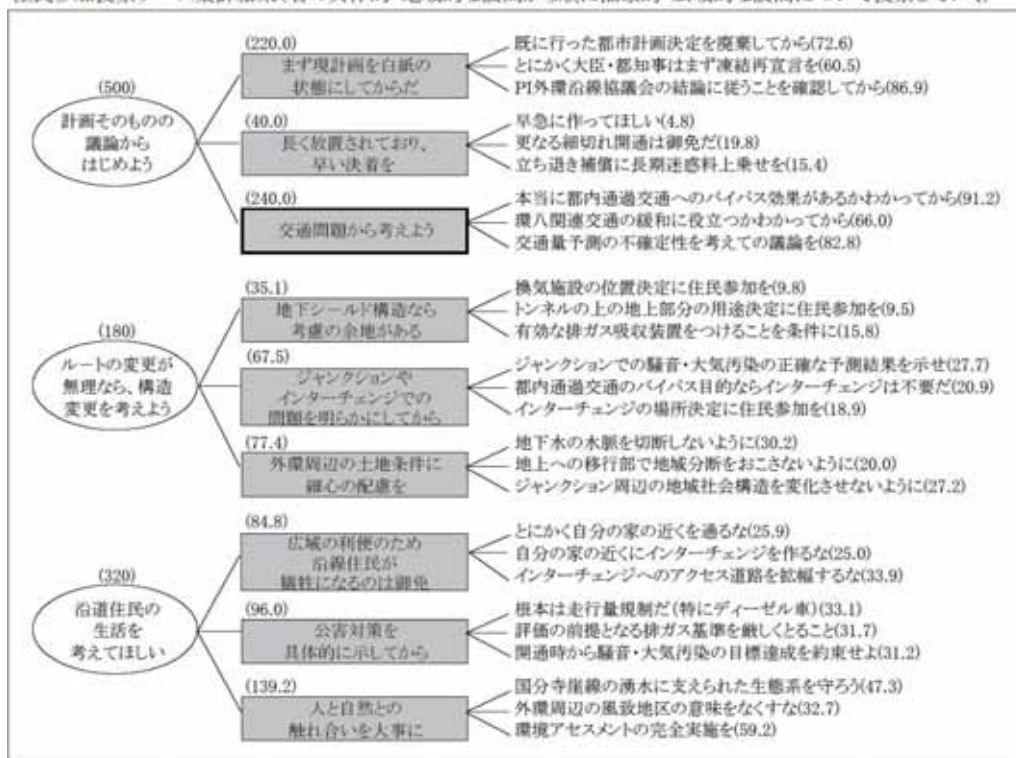 (500)
計画そのものの
議論から
はじめよう
(220.0)
まず現計画を白紙の
状態にしてからだ
既に行った都市計画決定を廃棄してから(72.6)
とにかく大臣・都知事はまず凍結再宣言を(60.5)
PI外環沿線協議会の結論に従うことを確認してから(86.9)
(40.0)
長く放置されており、
早い決着を
早急に作ってほしい(4.8)
更なる細切れ開通は御免だ(19.8)
立ち退き補償に長期迷惑料上乗せを(15.4)
(240.0)
交通問題から考えよう
本当に都内通過交通へのバイパス効果があるかわかってから(91.2)
環八関連交通の緩和に役立つかわかってから(66.0)
交通量予測の不確定性を考えての議論を(82.8)
(180)
ルートの変更が
無理なら、構造
変更を考えよう
(35.1)
地下シールド構造なら
考慮の余地がある
換気施設の位置決定に住民参加を(9.8)
トンネルの上の地上部分の用途決定に住民参加を(9.5)
有効な排ガス吸収装置をつけることを条件に(15.8)
(67.5)
ジャンクションや
インターチェンジでの
問題を明らかにしてから
ジャンクションでの騒音・大気汚染の正確な予測結果を示せ(27.7)
都内通過交通のバイパス目的ならインターチェンジは不要だ(20.9)
インターチェンジの場所決定に住民参加を(18.9)
(77.4)
外環周辺の土地条件に
細心の配慮を
地下水の水脈を切断しないように(30.2)
地上への移行部で地域分断をおこさないように(20.0)
ジャンクション周辺の地域社会構造を変化させないように(27.2)
(320)
沿道住民の
生活を
考えてほしい
(84.8)
広域の利便のため
沿線住民が
犠牲になるのは御免
とにかく自分の家の近くを通るな(25.9)
自分の家の近くにインターチェンジを作るな(25.0)
インターチェンジへのアクセス道路を拡幅するな(33.9)
(96.0)
公害対策を
具体的に示してから
根本は走行量規制だ(特にディーゼル車)(33.1)
評価の前提となる排ガス基準を厳しくとること(31.7)
開通時から騒音・大気汚染の目標達成を約束せよ(31.2)
(139.2)
人と自然との
触れ合いを大事に
国分寺崖線の湧水に支えられた生態系を守ろう(47.3)
外環周辺の風致地区の意味をなくすな(32.7)
環境アセスメントの完全実施を(59.2)